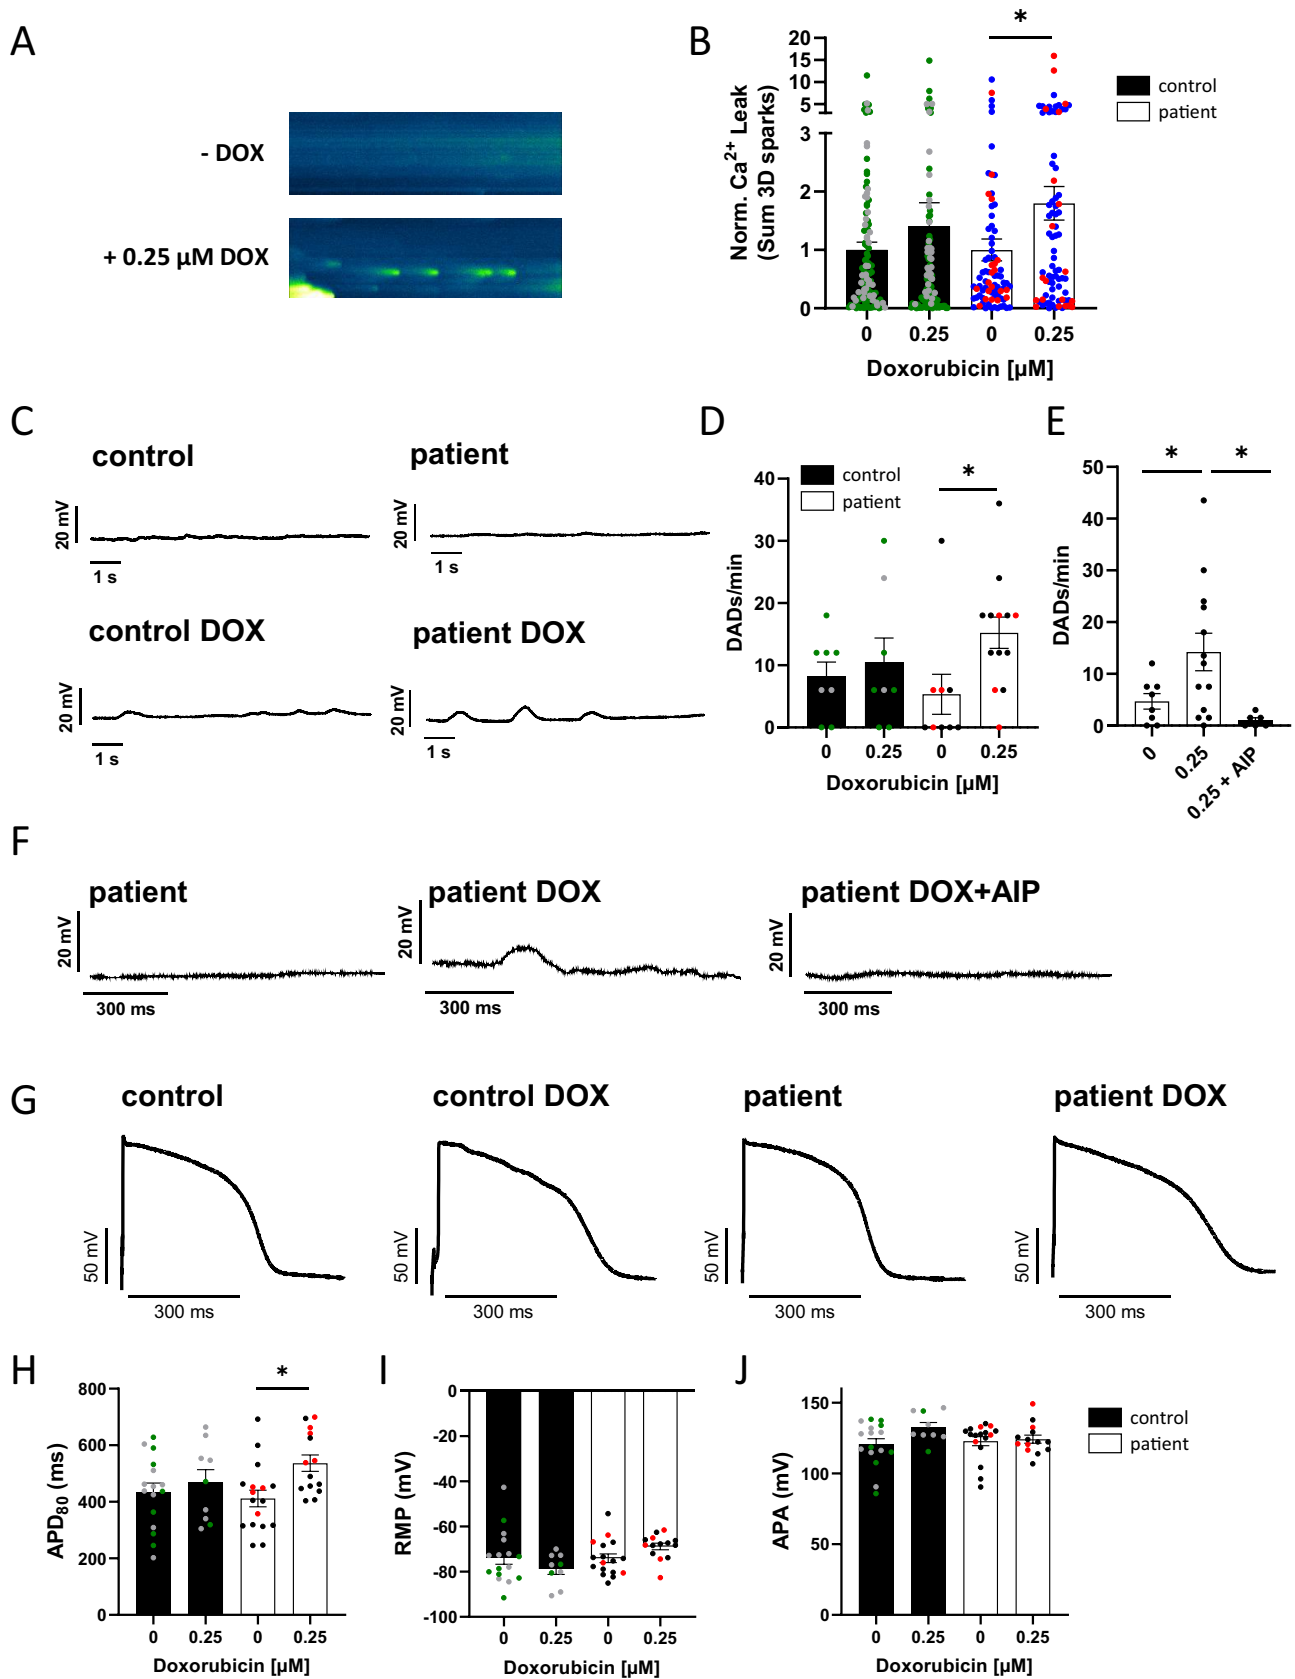 A
- DOX
+ 0.25 µM DOX
B
Norm. Ca2+ Leak
(Sum 3D sparks)
20
15
10
5
3
2
1
0
*
0
0.25
0
0.25
Doxorubicin [µM]
control
patient
C
control
20 mV
1 s
patient
20 mV
1 s
control DOX
20 mV
1 s
patient DOX
20 mV
1 s
D
DADs/min
40
30
20
10
0
control
patient
*
0
0.25
0
0.25
Doxorubicin [µM]
E
DADs/min
50
40
30
20
10
0
*
*
0
0.25
0.25 + AIP
F
patient
20 mV
300 ms
patient DOX
20 mV
300 ms
patient DOX+AIP
20 mV
300 ms
G
control
50 mV
300 ms
control DOX
50 mV
300 ms
patient
50 mV
300 ms
patient DOX
50 mV
300 ms
H
APD80 (ms)
800
600
400
200
0
*
0
0.25
0
0.25
Doxorubicin [µM]
I
RMP (mV)
0
-20
-40
-60
-80
-100
0
0.25
0
0.25
Doxorubicin [µM]
J
APA (mV)
150
100
50
0
0
0.25
0
0.25
Doxorubicin [µM]
control
patient